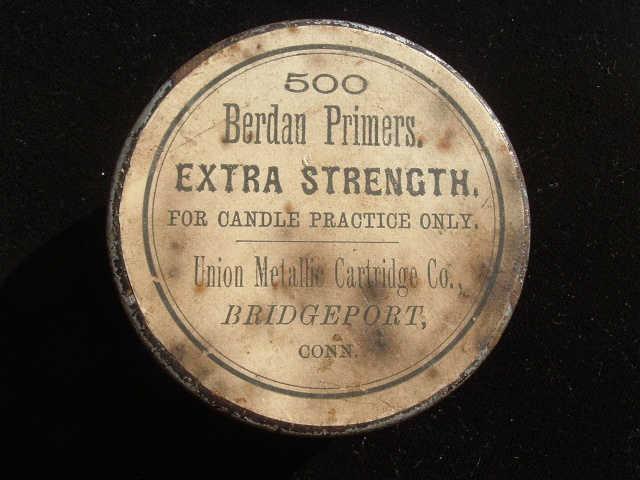 500
Berdan Primers.
EXTRA STRENGTH.
FOR CANDLE PRACTICE ONLY.
Union Metallic Cartridge Co.,
BRIDGEPORT,
CONN.